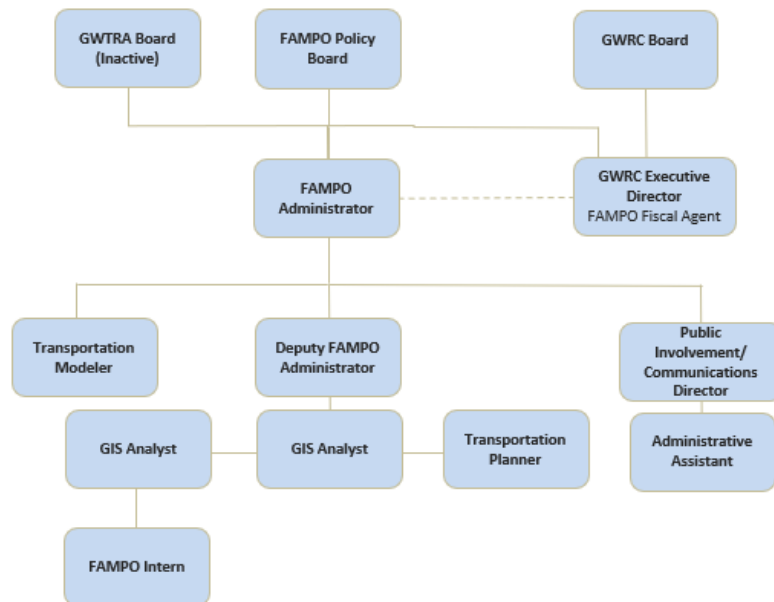 GWTRA Board
(Inactive)
FAMPO Policy
Board
GWRC Board
FAMPO
Administrator
GWRC Executive
Director
FAMPO Fiscal Agent
Transportation
Modeler
Deputy FAMPO
Administrator
Public
Involvement/
Communications
Director
GIS Analyst
GIS Analyst
Transportation
Planner
Administrative
Assistant
FAMPO Intern